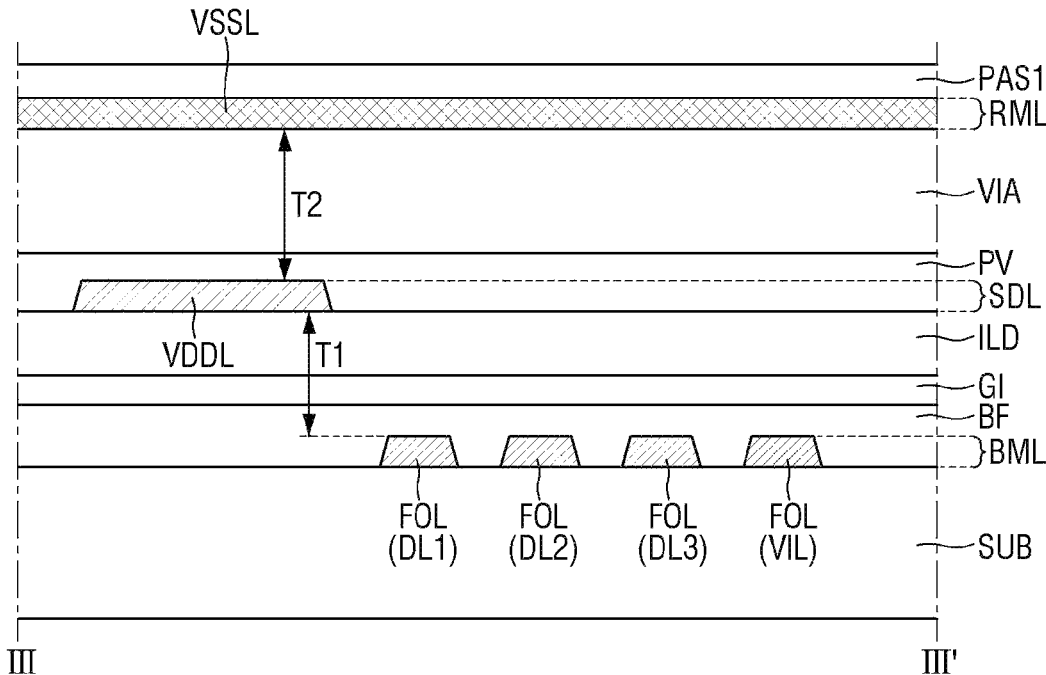 VSSL
PAS1
RML
VIA
T2
PV
SDL
ILD
VDDL
T1
GI
BF
BML
FOL
(DL1)
FOL
(DL2)
FOL
(DL3)
FOL
(VIL)
SUB
III
III'